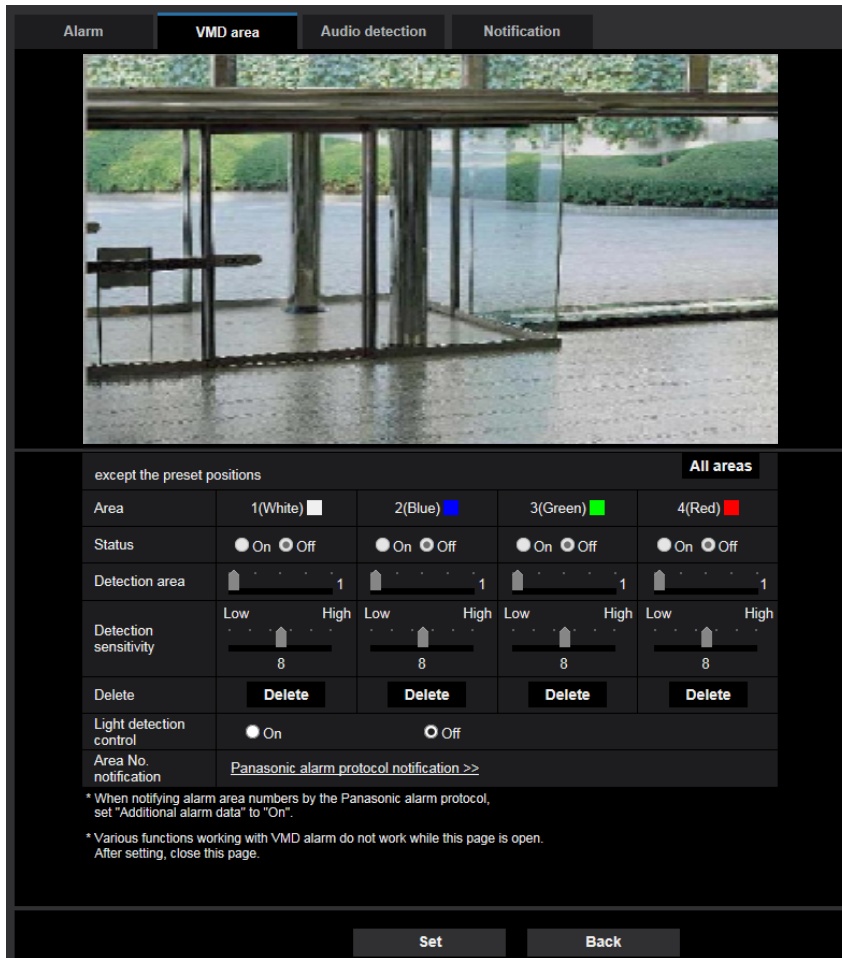 Alarm VMD area Audio detection Notification
except the preset positions All areas
Area 1(White) 2(Blue) 3(Green) 4(Red)
Status On Off On Off On Off On Off
Detection area 1 1 1 1
Detection sensitivity Low High Low High Low High Low High
8 8 8 8
Delete Delete Delete Delete Delete
Light detection control On Off
Area No. notification Panasonic alarm protocol notification >>
* When notifying alarm area numbers by the Panasonic alarm protocol,
set "Additional alarm data" to "On".
* Various functions working with VMD alarm do not work while this page is open.
After setting, close this page.
Set Back